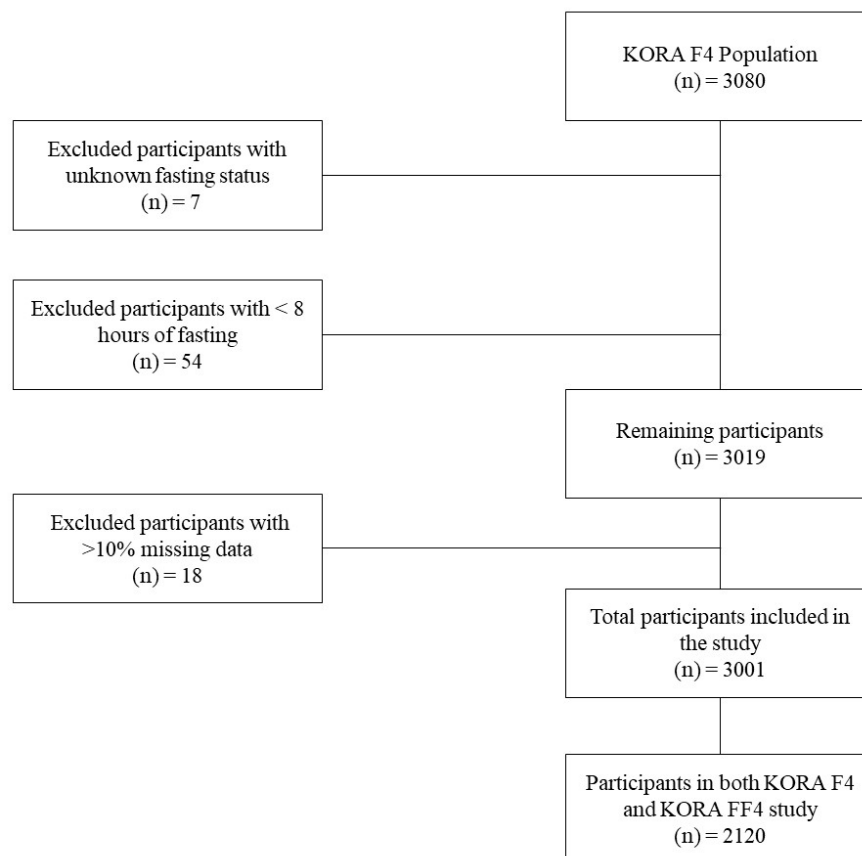 KORA F4 Population
(n) = 3080
Excluded participants with
unknown fasting status
(n) = 7
Excluded participants with < 8
hours of fasting
(n) = 54
Remaining participants
(n) = 3019
Excluded participants with
>10% missing data
(n) = 18
Total participants included in
the study
(n) = 3001
Participants in both KORA F4
and KORA FF4 study
(n) = 2120